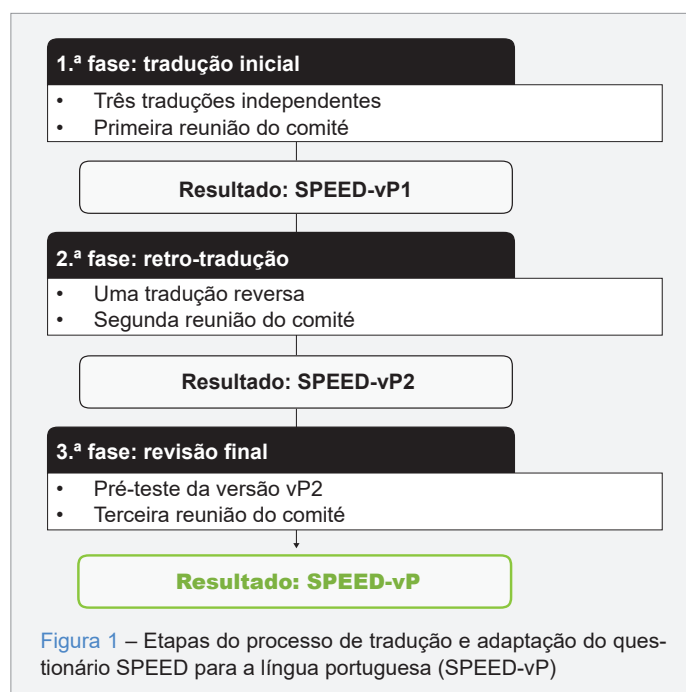 1.ª fase: tradução inicial
• Três traduções independentes
• Primeira reunião do comité
Resultado: SPEED-vP1
2.ª fase: retro-tradução
• Uma tradução reversa
• Segunda reunião do comité
Resultado: SPEED-vP2
3.ª fase: revisão final
• Pré-teste da versão vP2
• Terceira reunião do comité
Resultado: SPEED-vP
Figura 1 – Etapas do processo de tradução e adaptação do ques-
tionário SPEED para a língua portuguesa (SPEED-vP)